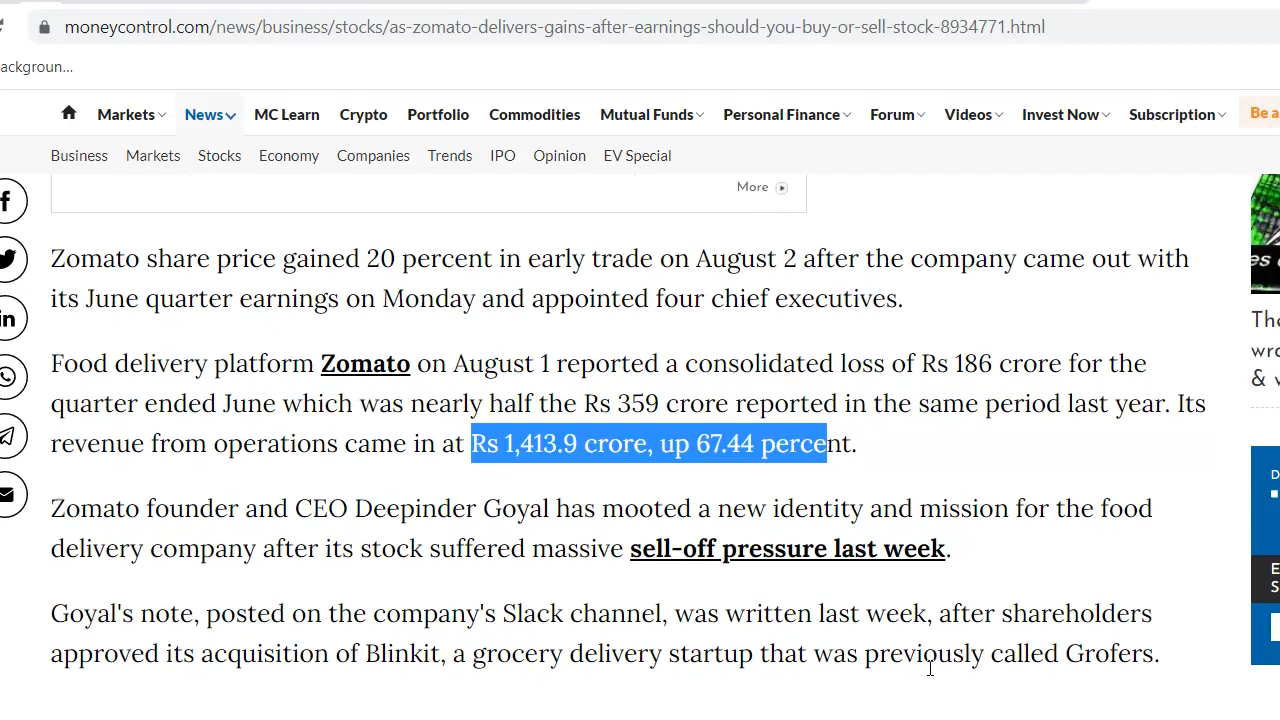 moneycontrol.com/news/business/stocks/as-zomato-delivers-gains-after-earnings-should-you-buy-or-sell-stock-8934771.html
ackgroun...
Markets News MC Learn Crypto Portfolio Commodities Mutual Funds Personal Finance Forum Videos Invest Now Subscription Be a
Business Markets Stocks Economy Companies Trends IPO Opinion EV Special
More
Zomato share price gained 20 percent in early trade on August 2 after the company came out with
its June quarter earnings on Monday and appointed four chief executives.
Food delivery platform Zomato on August 1 reported a consolidated loss of Rs 186 crore for the
quarter ended June which was nearly half the Rs 359 crore reported in the same period last year. Its
revenue from operations came in at Rs 1,413.9 crore, up 67.44 percent.
Zomato founder and CEO Deepinder Goyal has mooted a new identity and mission for the food
delivery company after its stock suffered massive sell-off pressure last week.
Goyal's note, posted on the company's Slack channel, was written last week, after shareholders
approved its acquisition of Blinkit, a grocery delivery startup that was previously called Grofers.
es
The
wro
& v
D
E
S